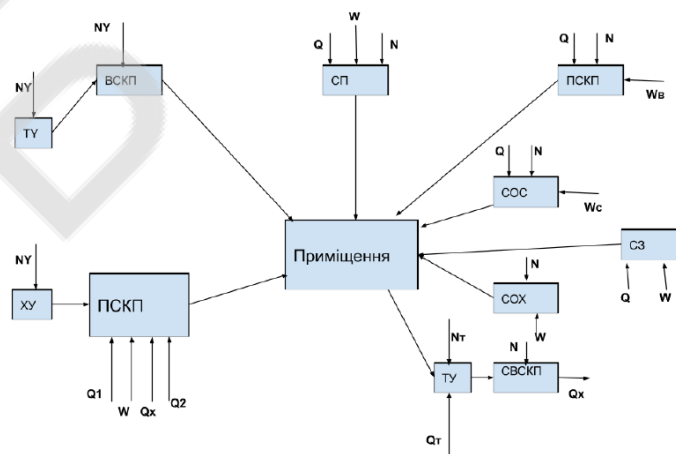 W
NY
Q
N
Q
N
NY
ВСКП
СП
ПСКП
Wв
ТУ
Q
N
СОС
Wс
Приміщення
СЗ
NY
N
Q
W
ХУ
ПСКП
СОХ
Nт
N
W
ТУ
СВСКП
Q1
W
Qх
Q2
Qх
Qт